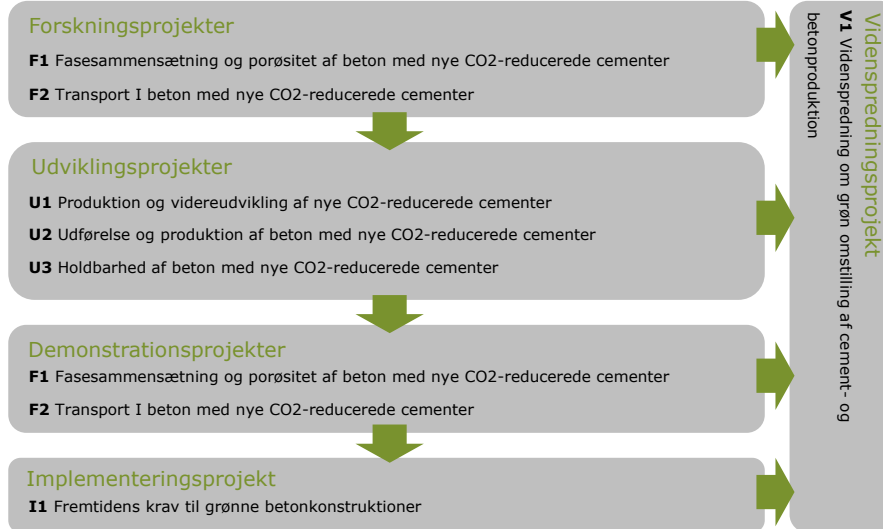 Forskningsprojekter
F1 Fasesammensætning og porøsitet af beton med nye CO2-reducerede cementer
F2 Transport I beton med nye CO2-reducerede cementer
Udviklingsprojekter
U1 Produktion og videreudvikling af nye CO2-reducerede cementer
U2 Udførelse og produktion af beton med nye CO2-reducerede cementer
U3 Holdbarhed af beton med nye CO2-reducerede cementer
Demonstrationsprojekter
F1 Fasesammensætning og porøsitet af beton med nye CO2-reducerede cementer
F2 Transport I beton med nye CO2-reducerede cementer
Implementeringsprojekt
I1 Fremtidens krav til grønne betonkonstruktioner
Videnspredningsprojekt
V1 Videnspredning om grøn omstilling af cement- og
betonproduktion